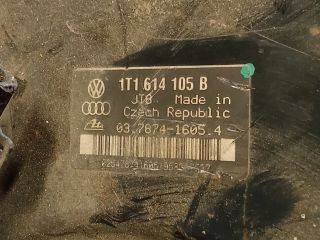 1T1 614 105 B
JTB Made in
Czech Republic
03.7874-1605.4